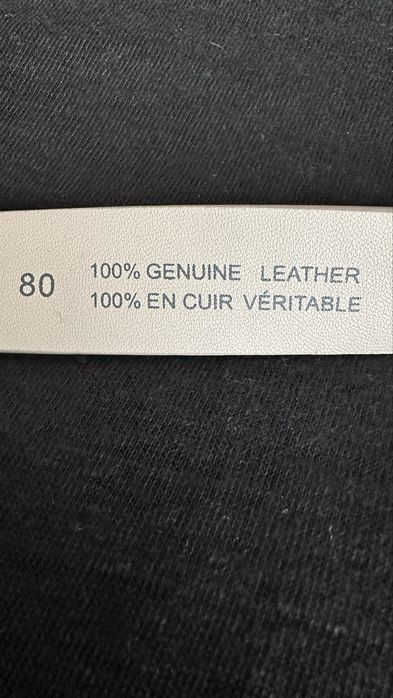 80
100% GENUINE LEATHER
100% EN CUIR VÉRITABLE